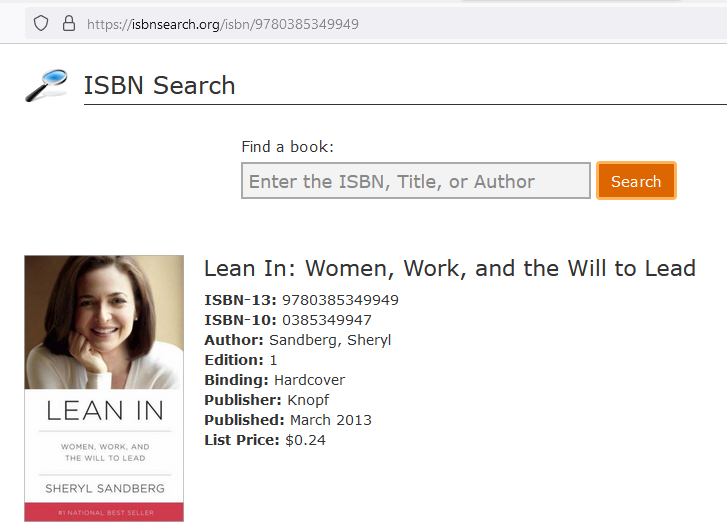 https://isbnsearch.org/isbn/9780385349949
ISBN Search
Find a book:
Enter the ISBN, Title, or Author
Search
Lean In: Women, Work, and the Will to Lead
ISBN-13: 9780385349949
ISBN-10: 0385349947
Author: Sandberg, Sheryl
Edition: 1
Binding: Hardcover
Publisher: Knopf
Published: March 2013
List Price: $0.24
LEAN IN
WOMEN, WORK, AND
THE WILL TO LEAD
SHERYL SANDBERG
#1 NATIONAL BEST SELLER